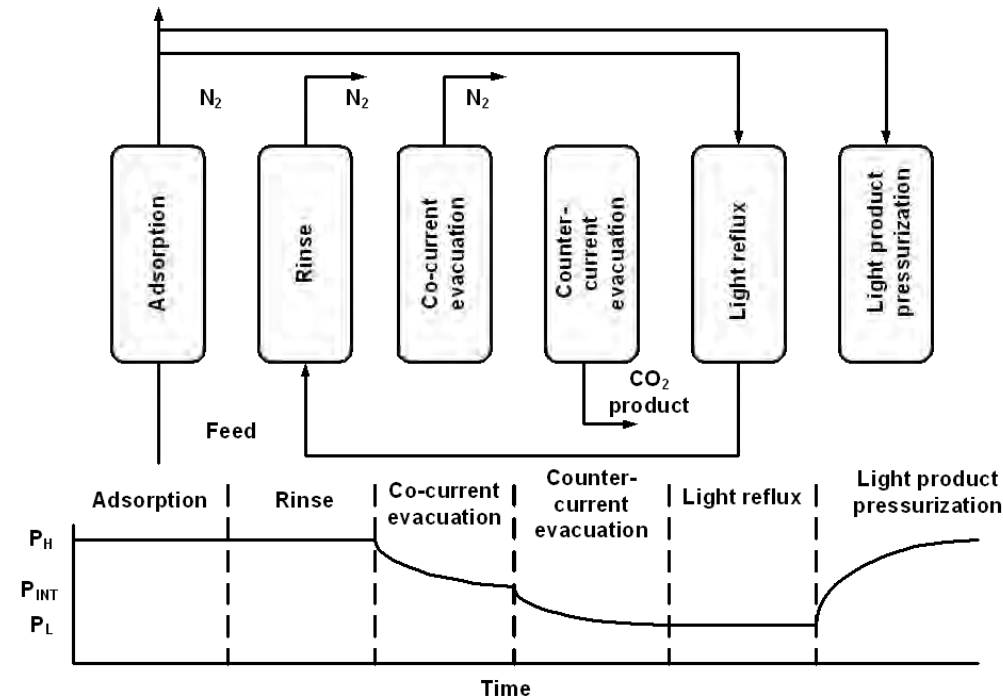 N₂
N₂
N₂
Adsorption
Rinse
Co-current
evacuation
Counter-
current
evacuation
Light reflux
Light product
pressurization
CO₂
product
Feed
Adsorption
Rinse
Co-current
evacuation
Counter-
current
evacuation
Light reflux
Light product
pressurization
P_H
P_INT
P_L
Time